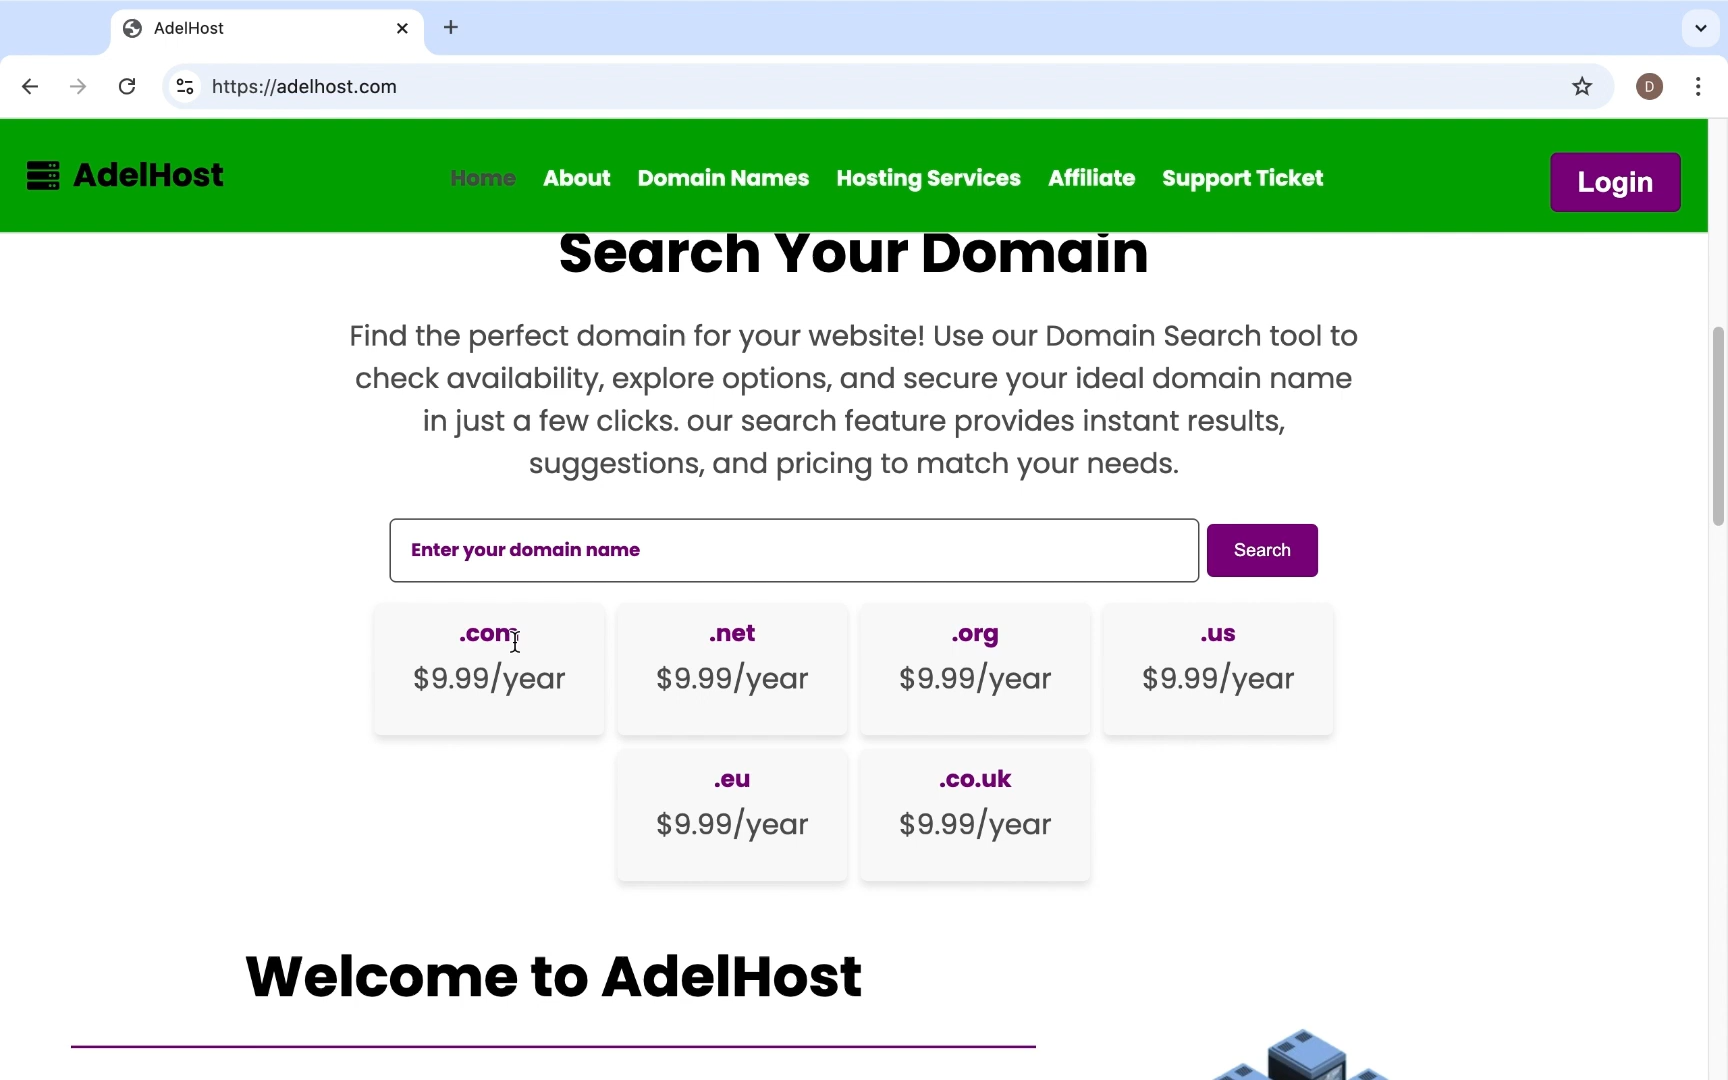 AdelHost
https://adelhost.com
D
AdelHost
Home
About
Domain Names
Hosting Services
Affiliate
Support Ticket
Login
Search Your Domain
Find the perfect domain for your website! Use our Domain Search tool to
check availability, explore options, and secure your ideal domain name
in just a few clicks. our search feature provides instant results,
suggestions, and pricing to match your needs.
Enter your domain name
Search
.com
$9.99/year
.net
$9.99/year
.org
$9.99/year
.us
$9.99/year
.eu
$9.99/year
.co.uk
$9.99/year
Welcome to AdelHost